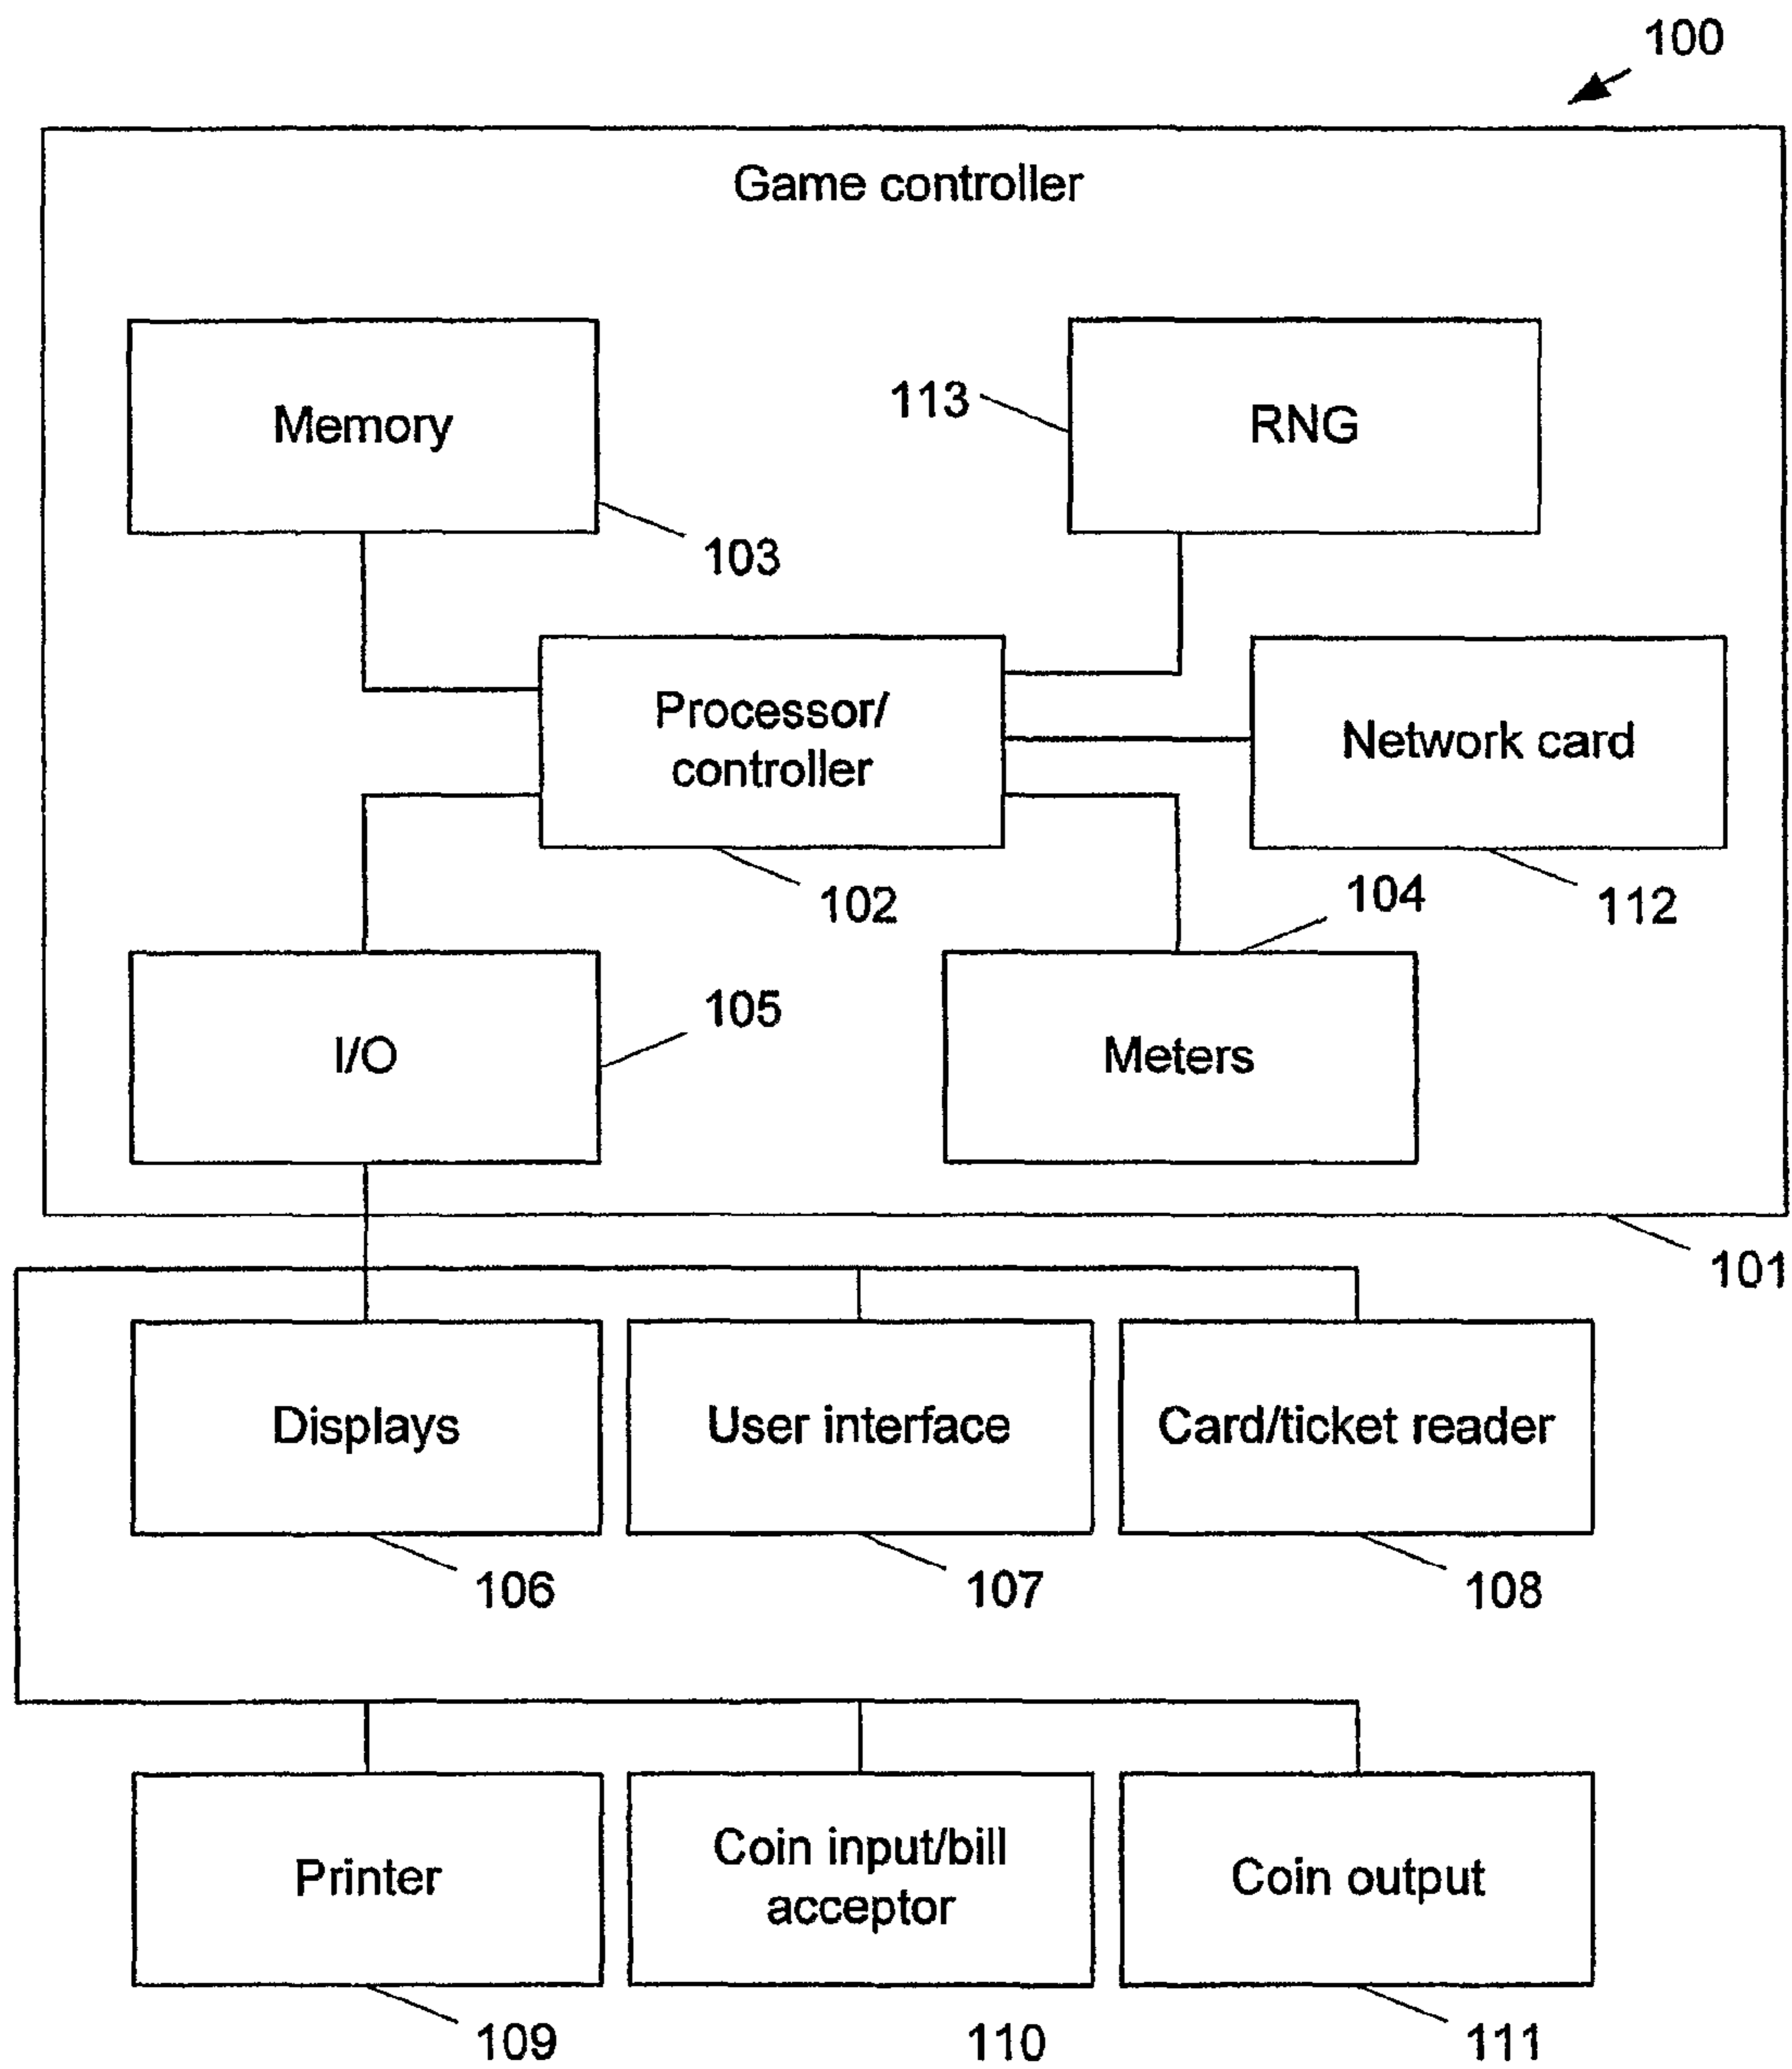 100
Game controller
Memory
113
RNG
103
Processor/
controller
Network card
102
104
112
I/O
105
Meters
101
Displays
User interface
Card/ticket reader
106
107
108
Printer
Coin input/bill
acceptor
Coin output
109
110
111